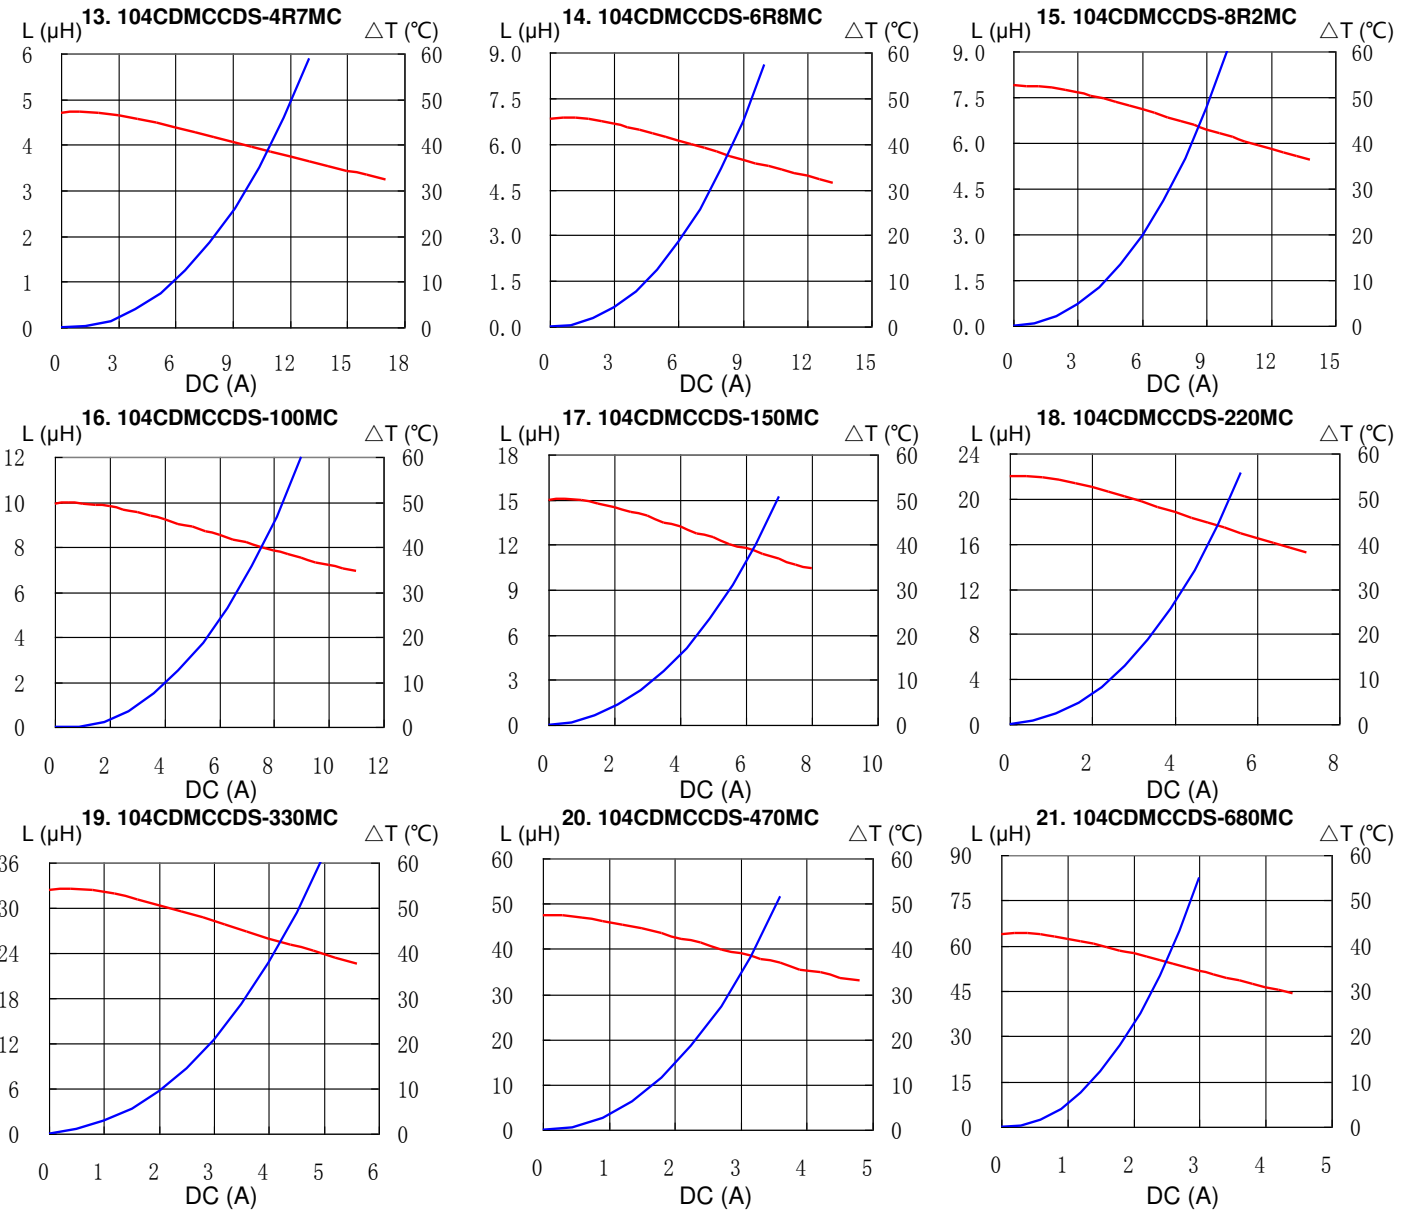 13. 104CDMCCDS-4R7MC
L (μH) △T (℃)
6 60
5 50
4 40
3 30
2 20
1 10
0 0
0 3 6 9 12 15 18
DC (A)
14. 104CDMCCDS-6R8MC
L (μH) △T (℃)
9.0 60
7.5 50
6.0 40
4.5 30
3.0 20
1.5 10
0.0 0
0 3 6 9 12 15
DC (A)
15. 104CDMCCDS-8R2MC
L (μH) △T (℃)
9.0 60
7.5 50
6.0 40
4.5 30
3.0 20
1.5 10
0.0 0
0 3 6 9 12 15
DC (A)
16. 104CDMCCDS-100MC
L (μH) △T (℃)
12 60
10 50
8 40
6 30
4 20
2 10
0 0
0 2 4 6 8 10 12
DC (A)
17. 104CDMCCDS-150MC
L (μH) △T (℃)
18 60
15 50
12 40
9 30
6 20
3 10
0 0
0 2 4 6 8 10
DC (A)
18. 104CDMCCDS-220MC
L (μH) △T (℃)
24 60
20 50
16 40
12 30
8 20
4 10
0 0
0 2 4 6 8
DC (A)
19. 104CDMCCDS-330MC
L (μH) △T (℃)
36 60
30 50
24 40
18 30
12 20
6 10
0 0
0 1 2 3 4 5 6
DC (A)
20. 104CDMCCDS-470MC
L (μH) △T (℃)
60 60
50 50
40 40
30 30
20 20
10 10
0 0
0 1 2 3 4 5
DC (A)
21. 104CDMCCDS-680MC
L (μH) △T (℃)
90 60
75 50
60 40
45 30
30 20
15 10
0 0
0 1 2 3 4 5
DC (A)